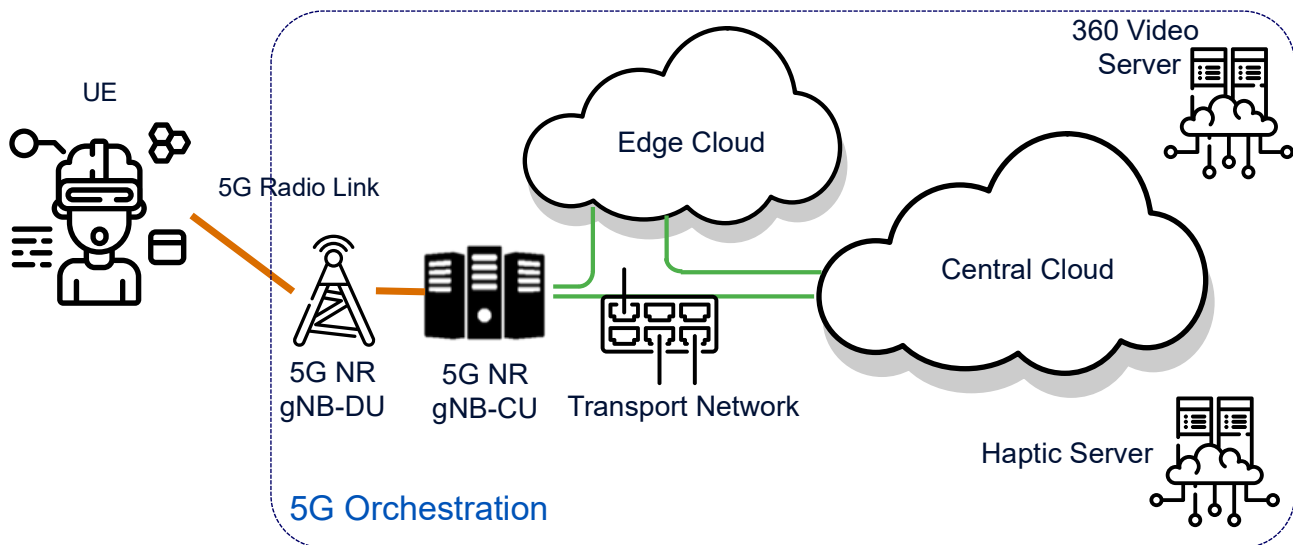 360 Video
Server
UE
Edge Cloud
5G Radio Link
Central Cloud
5G NR
gNB-DU
5G NR
gNB-CU
Transport Network
Haptic Server
5G Orchestration